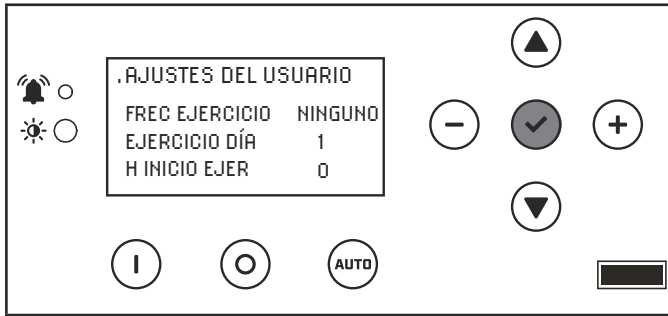 .AJUSTES DEL USUARIO
FREC EJERCICIO NINGUNO
EJERCICIO DÍA 1
H INICIO EJER 0
AUTO